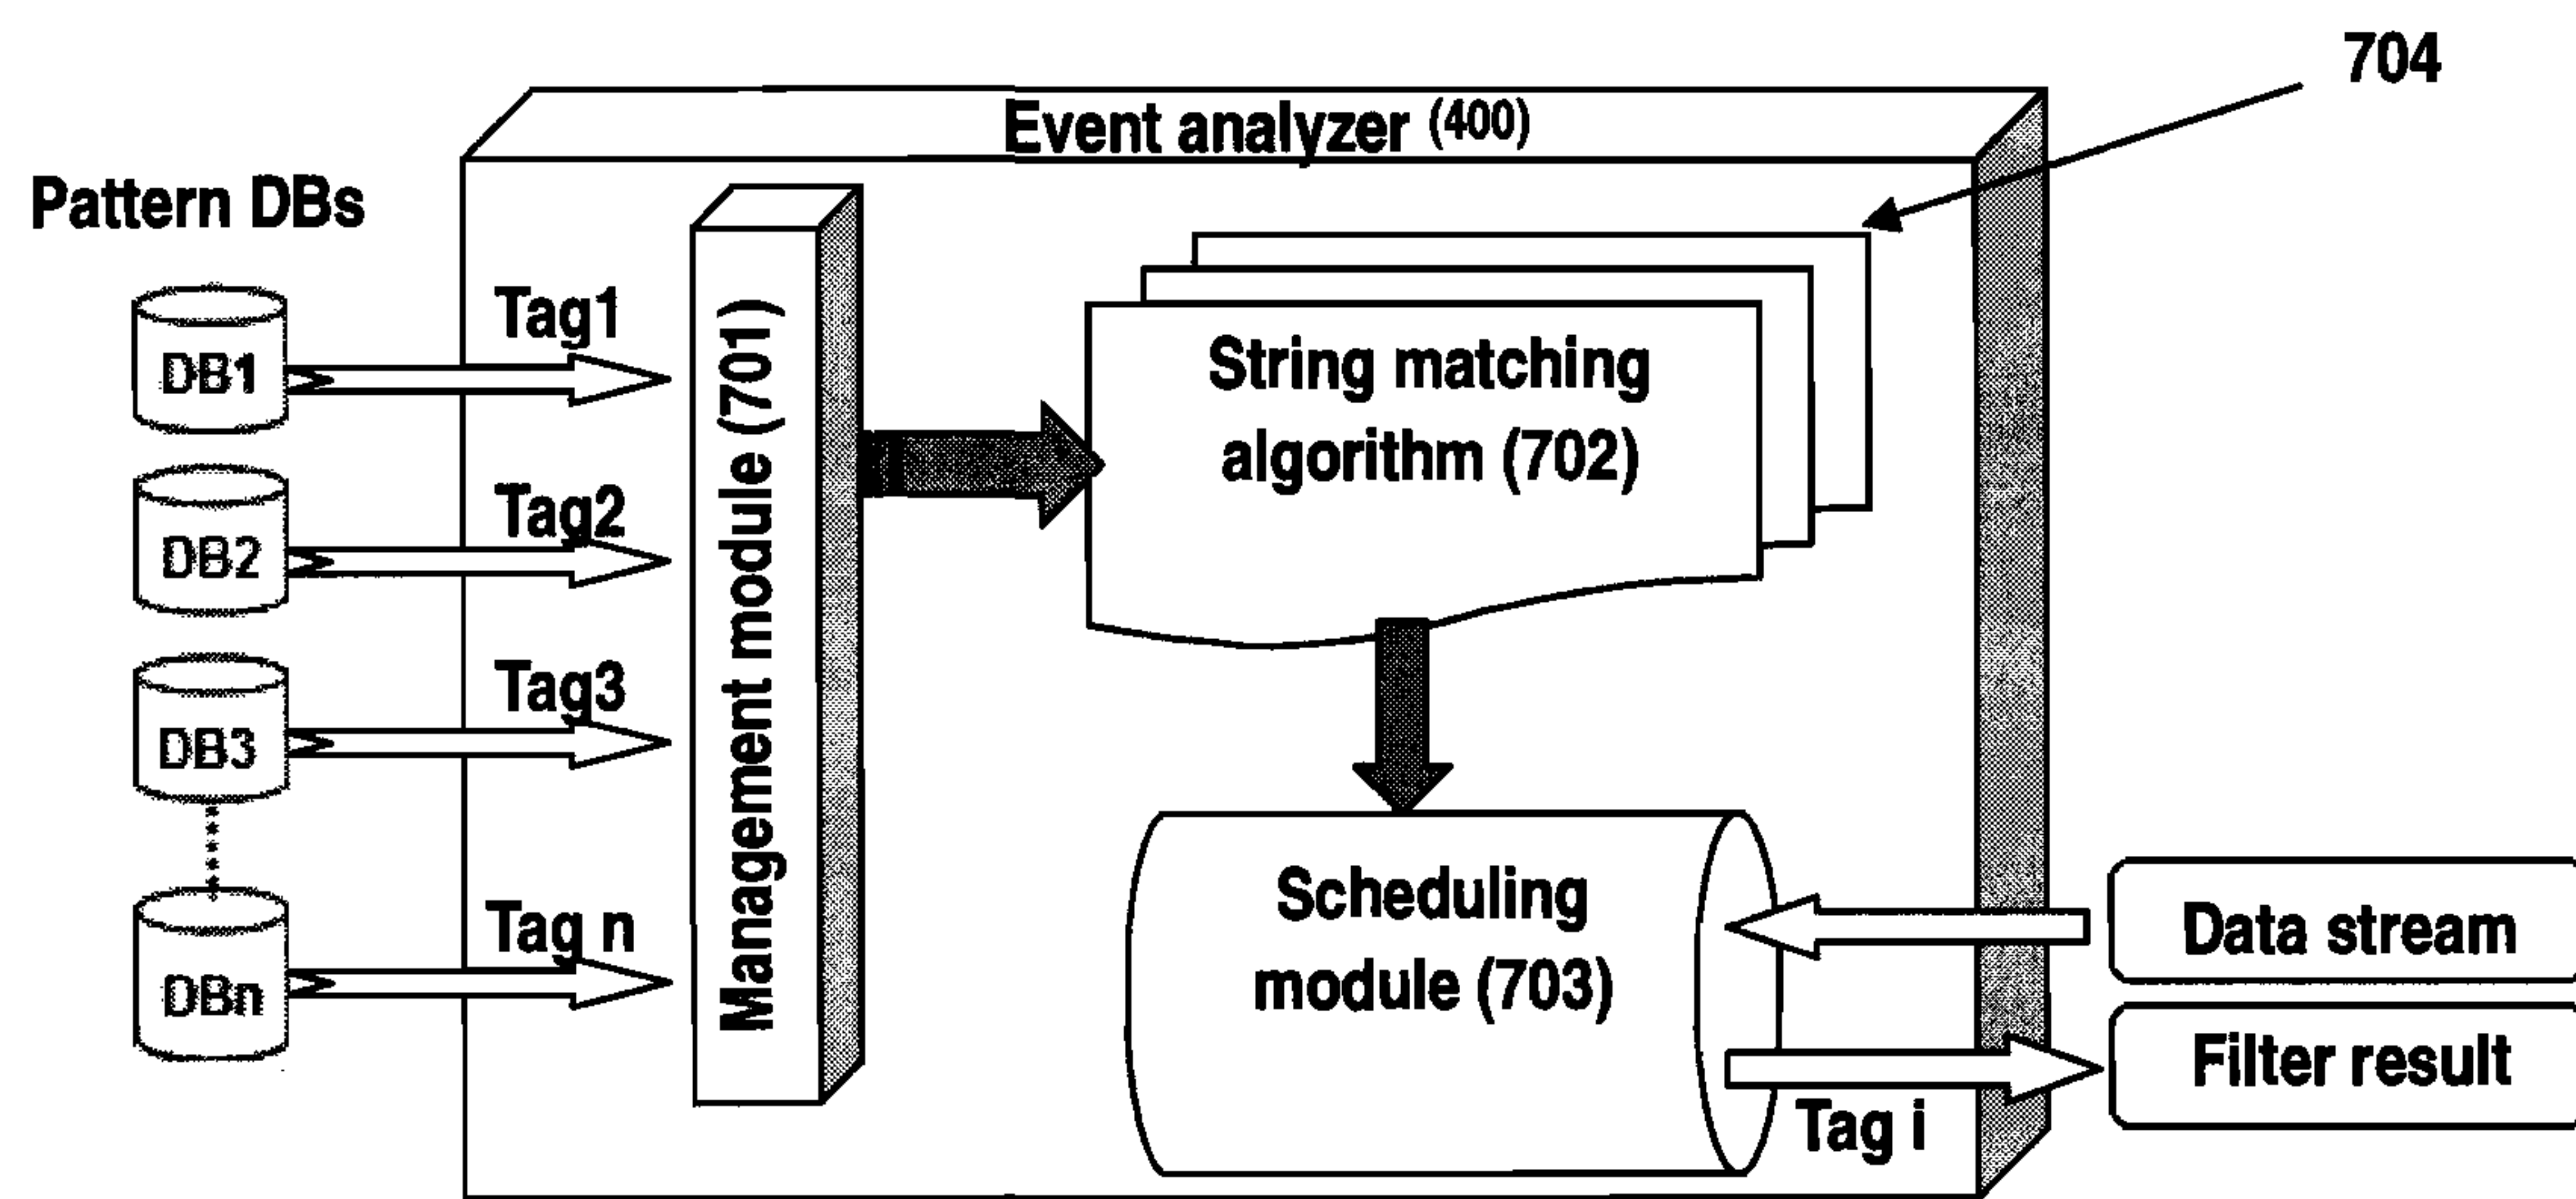 704
Event analyzer (400)
Pattern DBs
DB1
Tag1
DB2
Tag2
DB3
Tag3
DBn
Tag n
Management module (701)
String matching
algorithm (702)
Scheduling
module (703)
Data stream
Filter result
Tag i